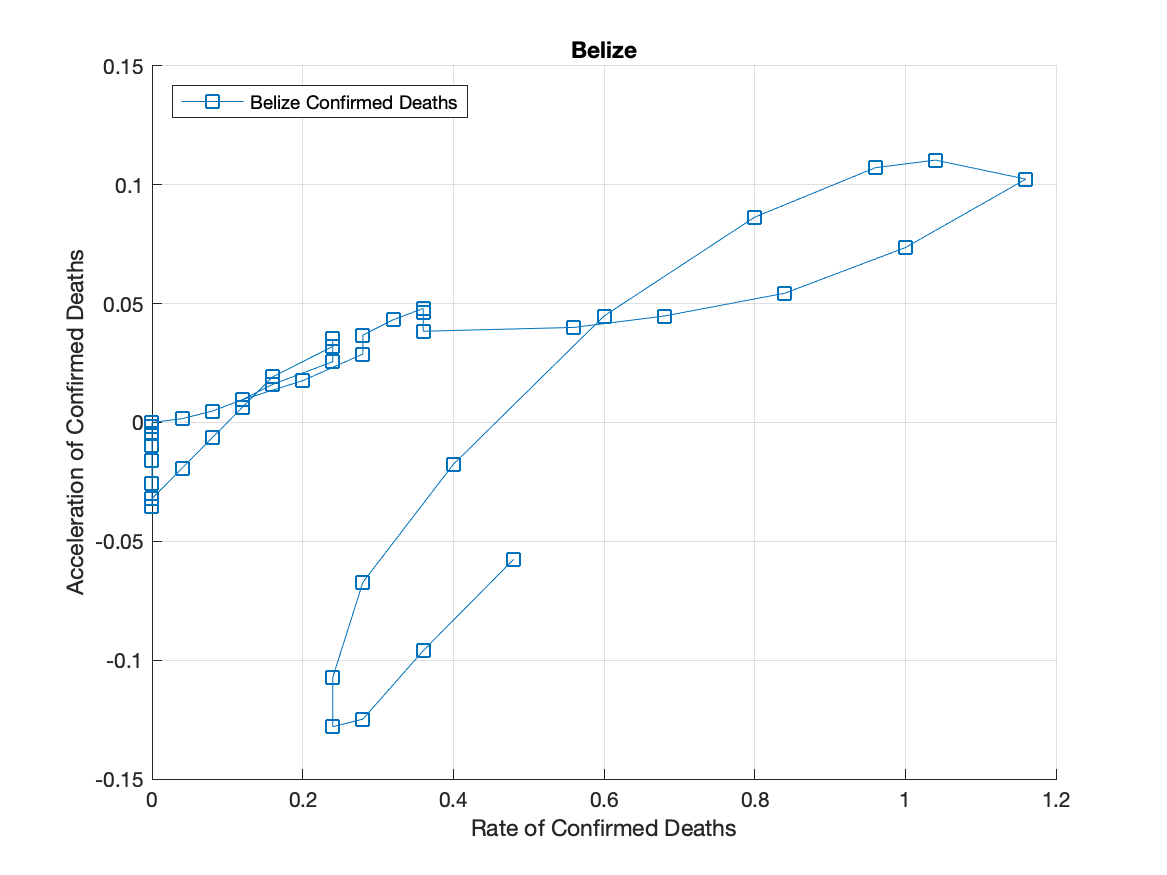 Belize
Belize Confirmed Deaths
Acceleration of Confirmed Deaths
0.15
0.1
0.05
0
-0.05
-0.1
-0.15
0 0.2 0.4 0.6 0.8 1 1.2
Rate of Confirmed Deaths